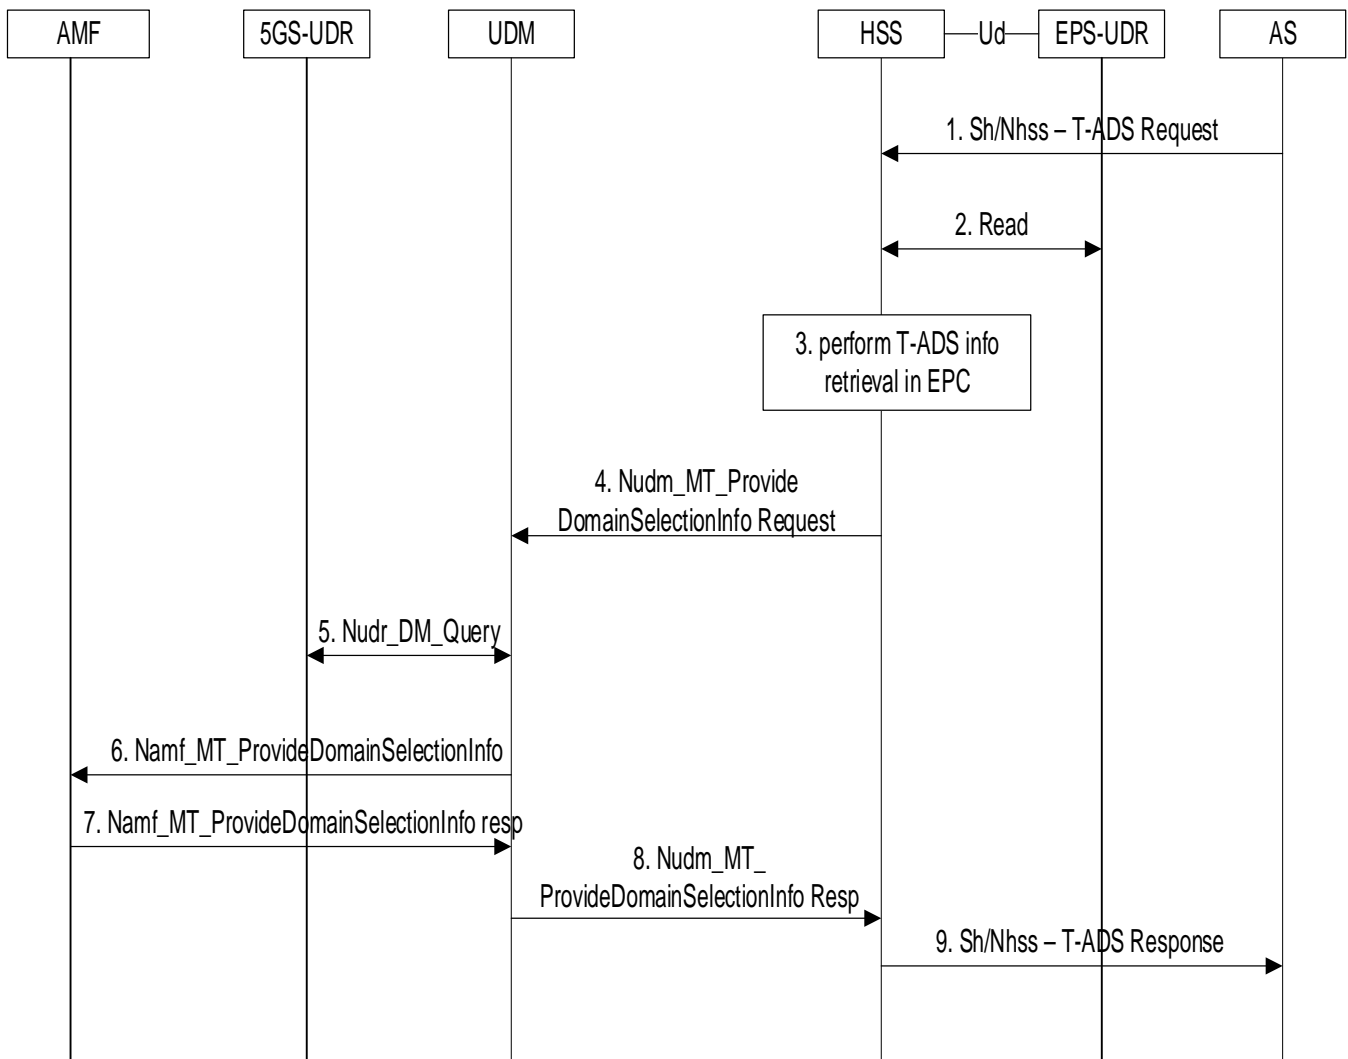 AMF
5GS-UDR
UDM
HSS
Ud
EPS-UDR
AS
1. Sh/Nhss – T-ADS Request
2. Read
3. perform T-ADS info
retrieval in EPC
4. Nudm_MT_Provide
DomainSelectionInfo Request
5. Nudr_DM_Query
6. Namf_MT_ProvideDomainSelectionInfo
7. Namf_MT_ProvideDomainSelectionInfo resp
8. Nudm_MT_
ProvideDomainSelectionInfo Resp
9. Sh/Nhss – T-ADS Response